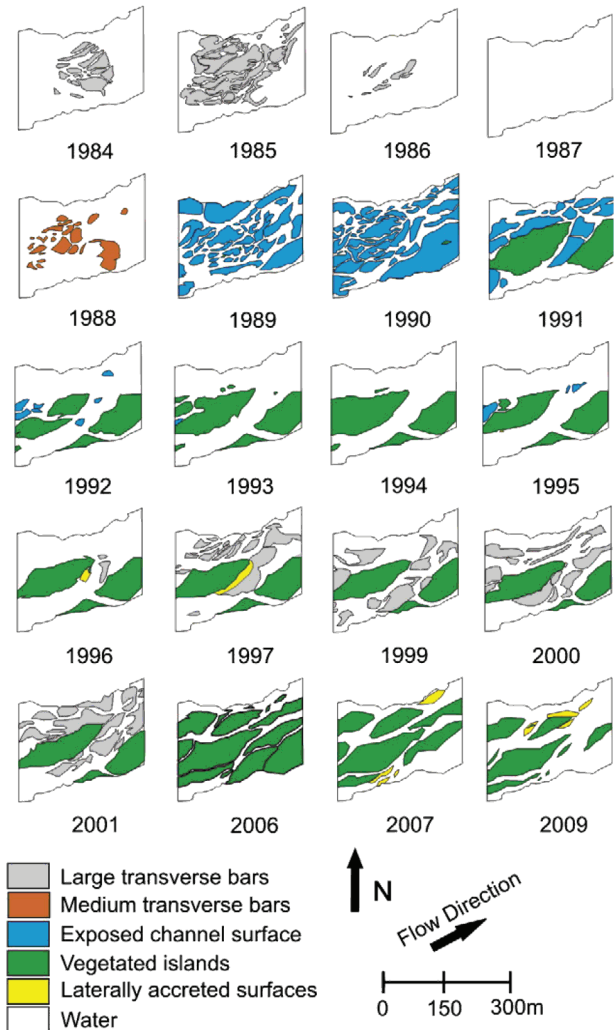 1984 1985 1986 1987
1988 1989 1990 1991
1992 1993 1994 1995
1996 1997 1999 2000
2001 2006 2007 2009
Large transverse bars
Medium transverse bars
Exposed channel surface
Vegetated islands
Laterally accreted surfaces
Water
N
Flow Direction
0 150 300m